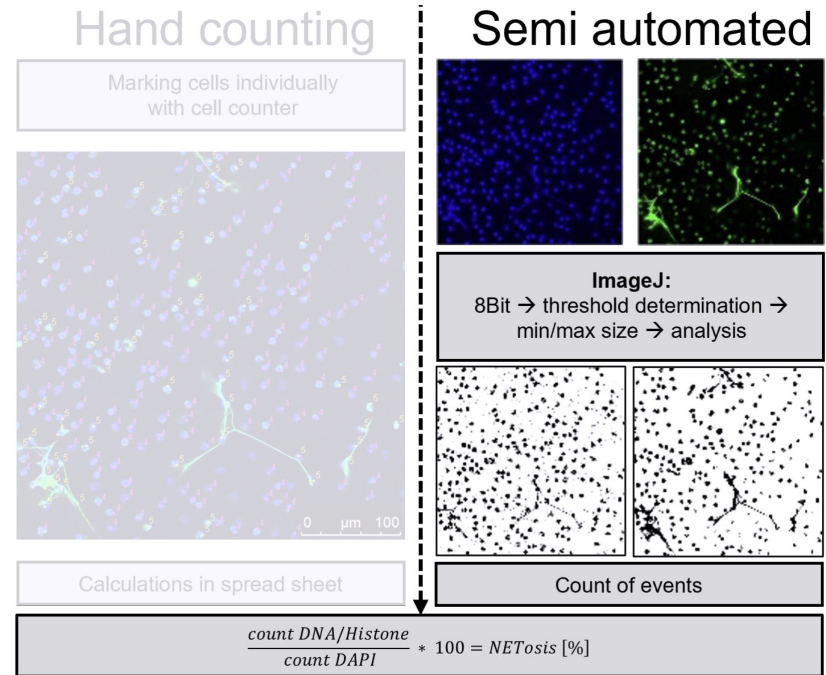 Hand counting
Semi automated
Marking cells individually
with cell counter
ImageJ:
8Bit → threshold determination →
min/max size → analysis
0 μm 100
Calculations in spread sheet
Count of events
count DNA/Histone
count DAPI
* 100 = NETosis [%]